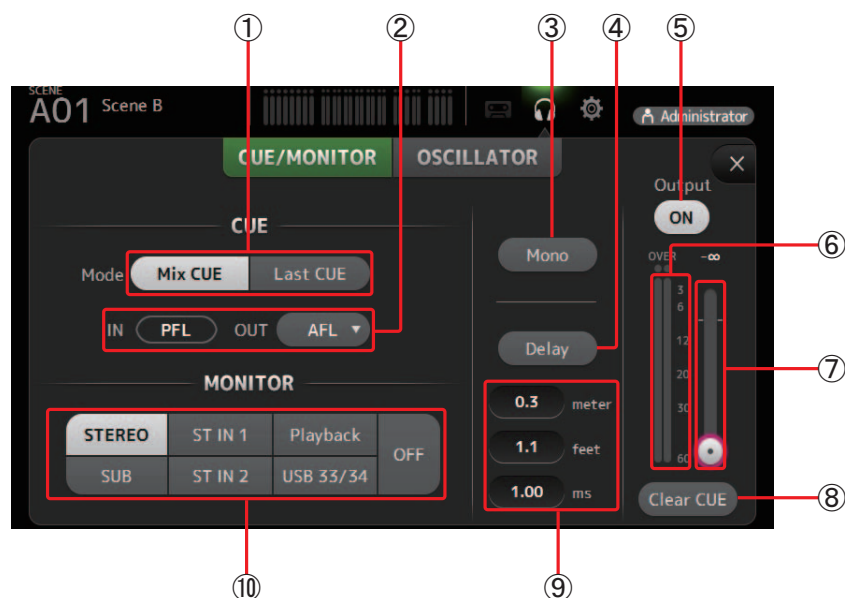 ① ② ③ ④ ⑤
SCENE
A01 Scene B
Administrator
CUE/MONITOR OSCILLATOR
Output
ON
CUE
Mode Mix CUE Last CUE
Mono
OVER -∞
⑥
3
6
12
20
30
60
IN PFL OUT AFL ▼
Delay
⑦
MONITOR
STEREO ST IN 1 Playback OFF
SUB ST IN 2 USB 33/34
0.3 meter
1.1 feet
1.00 ms
Clear CUE ⑧
⑩ ⑨